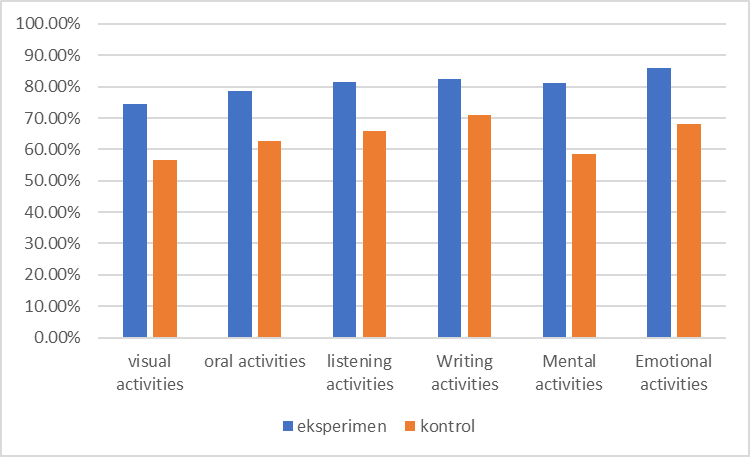 100.00%
90.00%
80.00%
70.00%
60.00%
50.00%
40.00%
30.00%
20.00%
10.00%
0.00%
visual activities
oral activities
listening activities
Writing activities
Mental activities
Emotional activities
eksperimen
kontrol